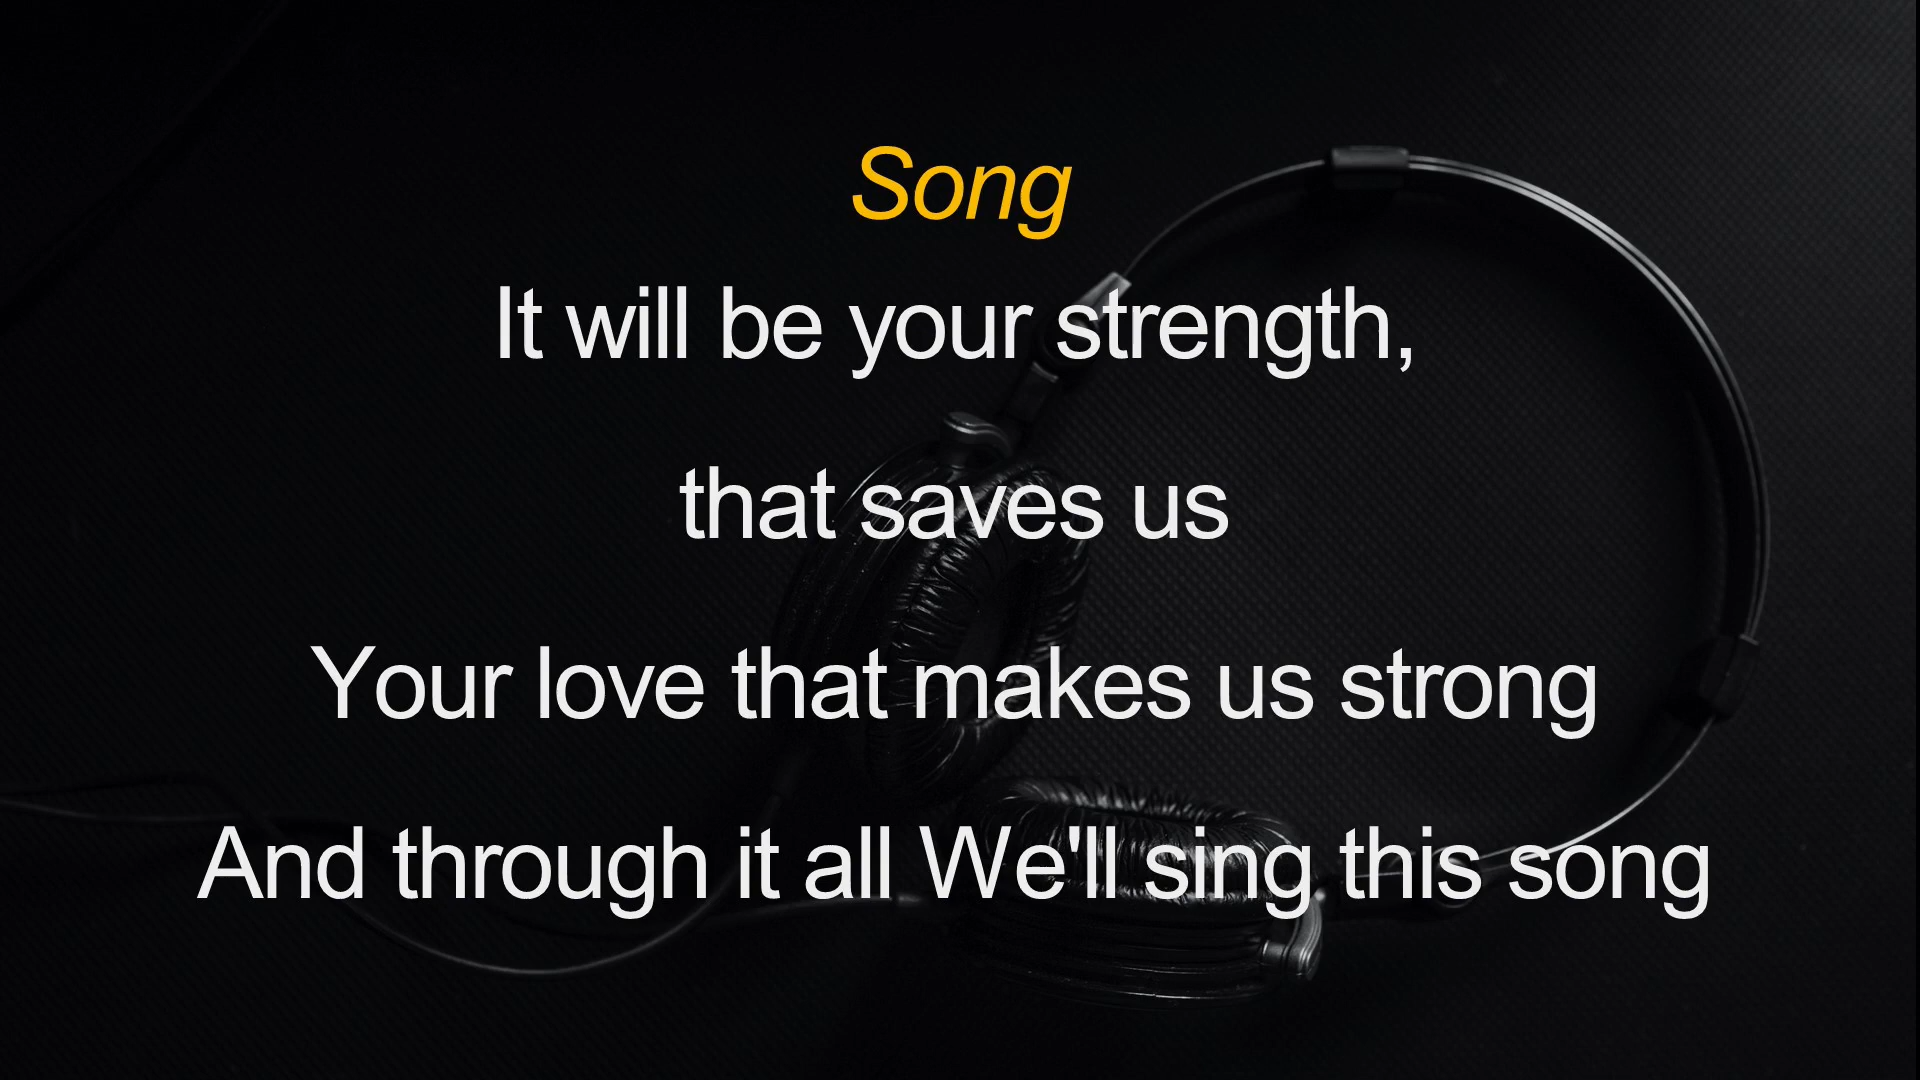 Song
It will be your strength,
that saves us
Your love that makes us strong
And through it all We'll sing this song